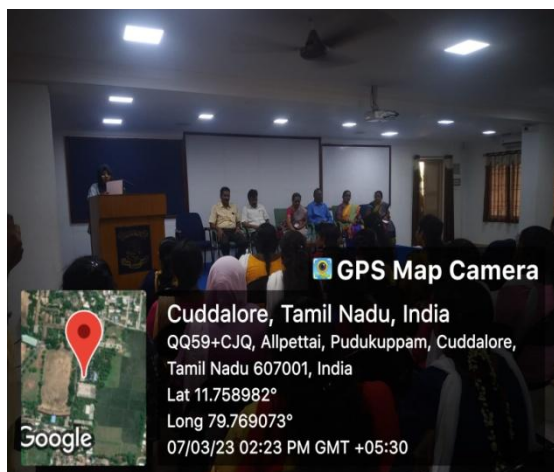 GPS Map Camera
Cuddalore, Tamil Nadu, India
QQ59+CJQ, Allpettai, Pudukuppam, Cuddalore,
Tamil Nadu 607001, India
Lat 11.758982°
Long 79.769073°
07/03/23 02:23 PM GMT +05:30
Google